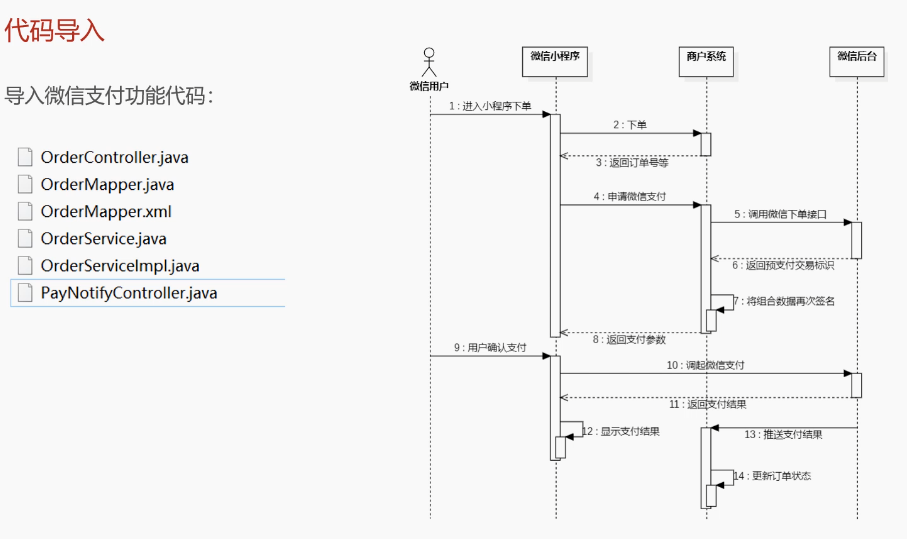 代码导入
导入微信支付功能代码：
OrderController.java
OrderMapper.java
OrderMapper.xml
OrderService.java
OrderServiceImpl.java
PayNotifyController.java
微信用户
微信小程序
商户系统
微信后台
1 : 进入小程序下单
2 : 下单
3 : 返回订单号等
4 : 申请微信支付
5 : 调用微信下单接口
6 : 返回预支付交易标识
7 : 将组合数据再次签名
8 : 返回支付参数
9 : 用户确认支付
10 : 调起微信支付
11 : 返回支付结果
12 : 显示支付结果
13 : 推送支付结果
14 : 更新订单状态